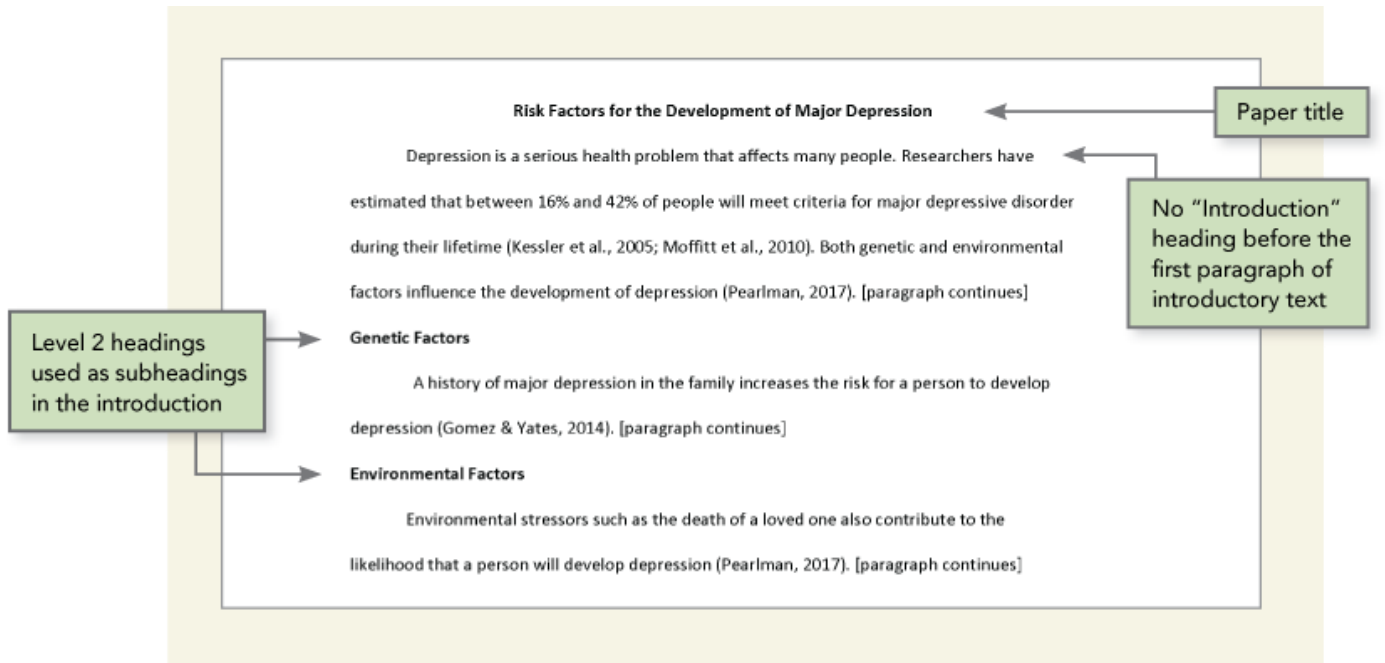 Risk Factors for the Development of Major Depression
Paper title
Depression is a serious health problem that affects many people. Researchers have
estimated that between 16% and 42% of people will meet criteria for major depressive disorder
during their lifetime (Kessler et al., 2005; Moffitt et al., 2010). Both genetic and environmental
factors influence the development of depression (Pearlman, 2017). [paragraph continues]
No “Introduction“
heading before the
first paragraph of
introductory text
Level 2 headings
used as subheadings
in the introduction
Genetic Factors
A history of major depression in the family increases the risk for a person to develop
depression (Gomez & Yates, 2014). [paragraph continues]
Environmental Factors
Environmental stressors such as the death of a loved one also contribute to the
likelihood that a person will develop depression (Pearlman, 2017). [paragraph continues]